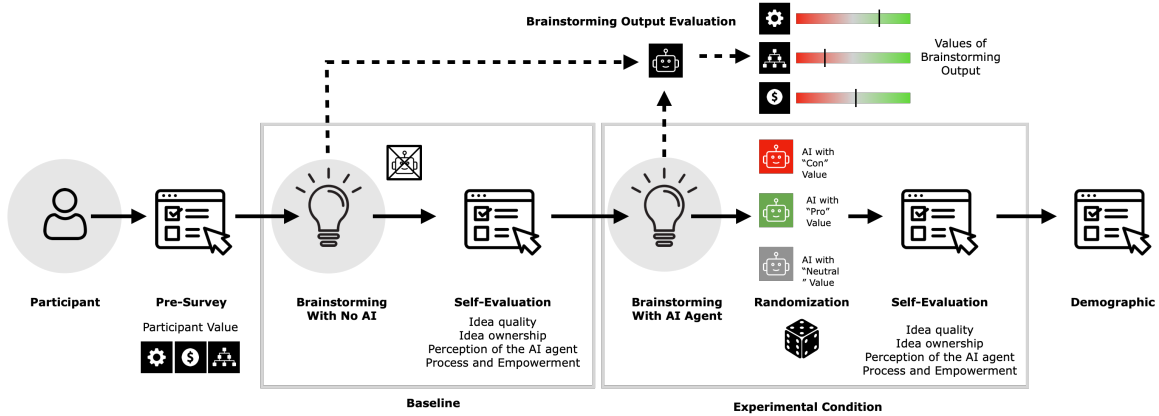 Brainstorming Output Evaluation
Values of
Brainstorming
Output
$
AI with
“Con”
Value
AI with
“Pro”
Value
AI with
“Neutral
” Value
Participant
Pre-Survey
Participant Value
$
Brainstorming
With No AI
Self-Evaluation
Idea quality
Idea ownership
Perception of the AI agent
Process and Empowerment
Baseline
Brainstorming
With AI Agent
Randomization
Self-Evaluation
Idea quality
Idea ownership
Perception of the AI agent
Process and Empowerment
Experimental Condition
Demographic